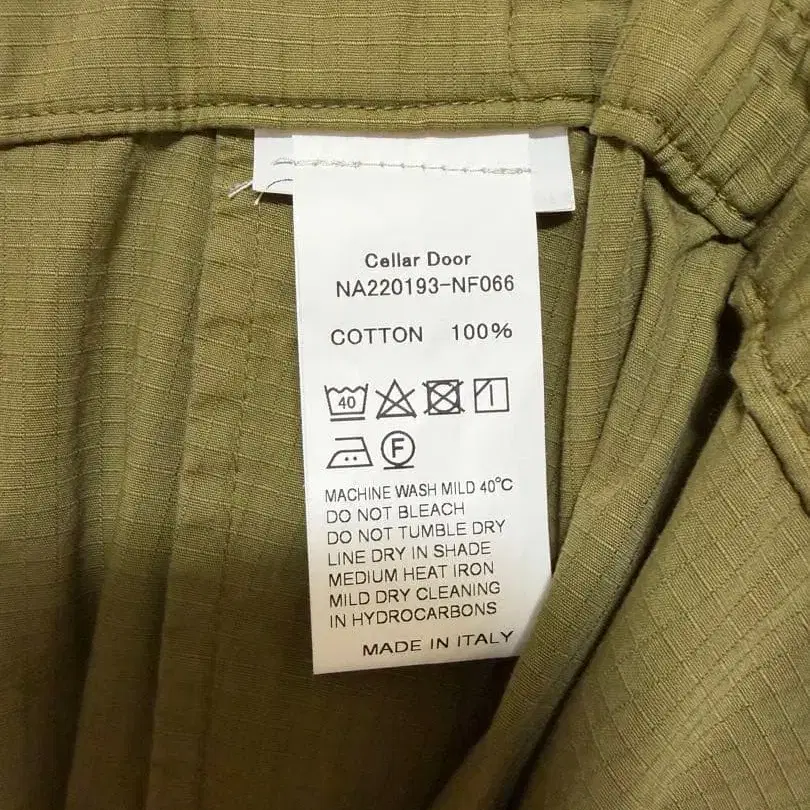 Cellar Door
NA220193-NF066
COTTON 100%
40
F
MACHINE WASH MILD 40°C
DO NOT BLEACH
DO NOT TUMBLE DRY
LINE DRY IN SHADE
MEDIUM HEAT IRON
MILD DRY CLEANING
IN HYDROCARBONS
MADE IN ITALY